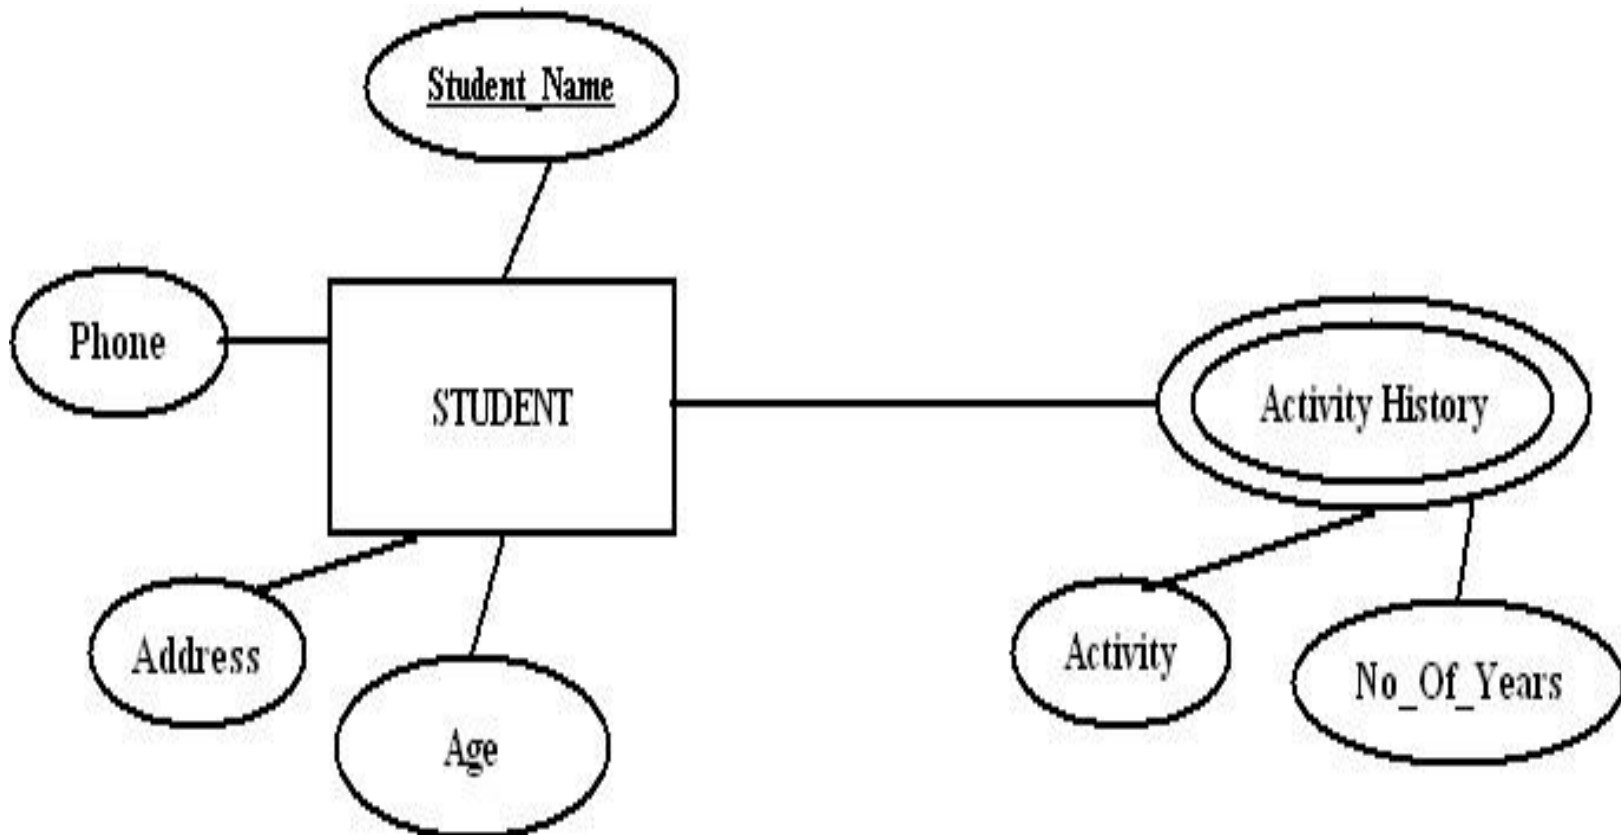 Student_Name
Phone
STUDENT
Activity History
Address
Activity
No_Of_Years
Age